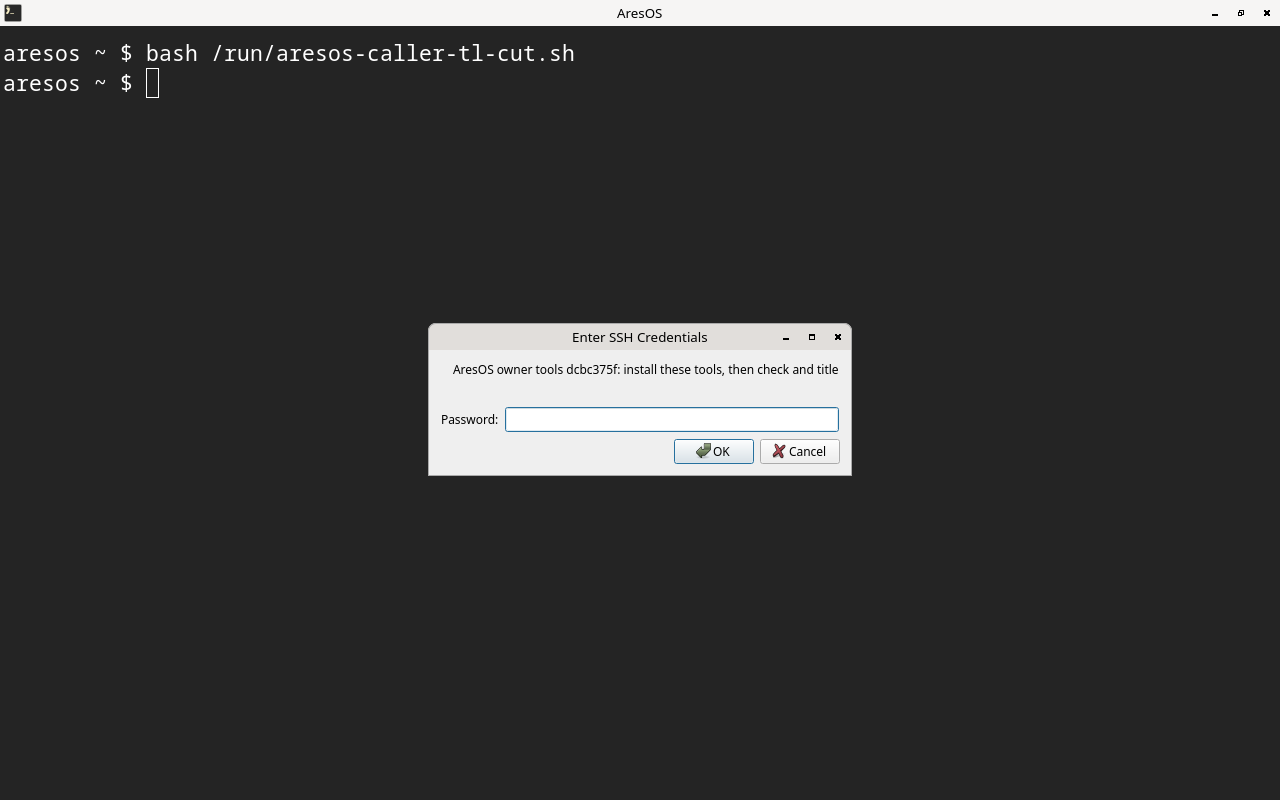 AresOS
aresos ~ $ bash /run/aresos-caller-tl-cut.sh
aresos ~ $
Enter SSH Credentials
AresOS owner tools dcbc375f: install these tools, then check and title
Password:
OK
Cancel